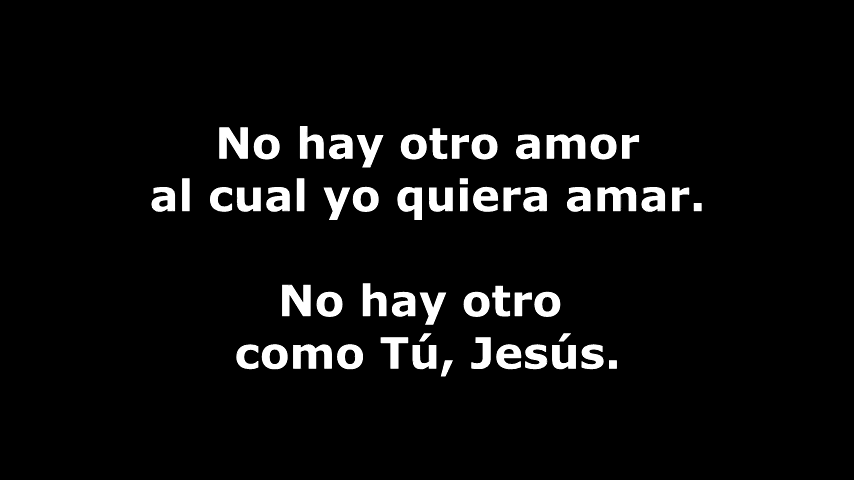 No hay otro amor
al cual yo quiera amar.
No hay otro
como Tú, Jesús.